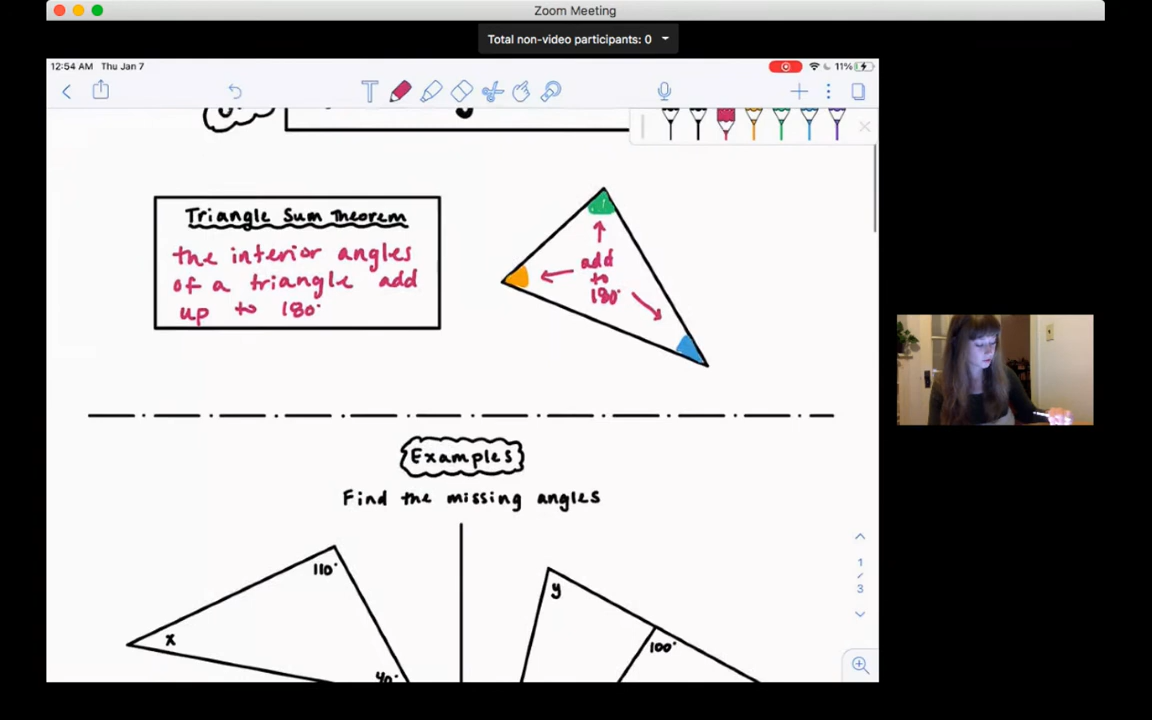 Zoom Meeting
Total non-video participants: 0
12:54 AM Thu Jan 7
11%
T
Triangle Sum Theorem
the interior angles
of a triangle add
up to 180°
add
to
180°
Examples
Find the missing angles
110°
x
40°
y
100°
1
/
3